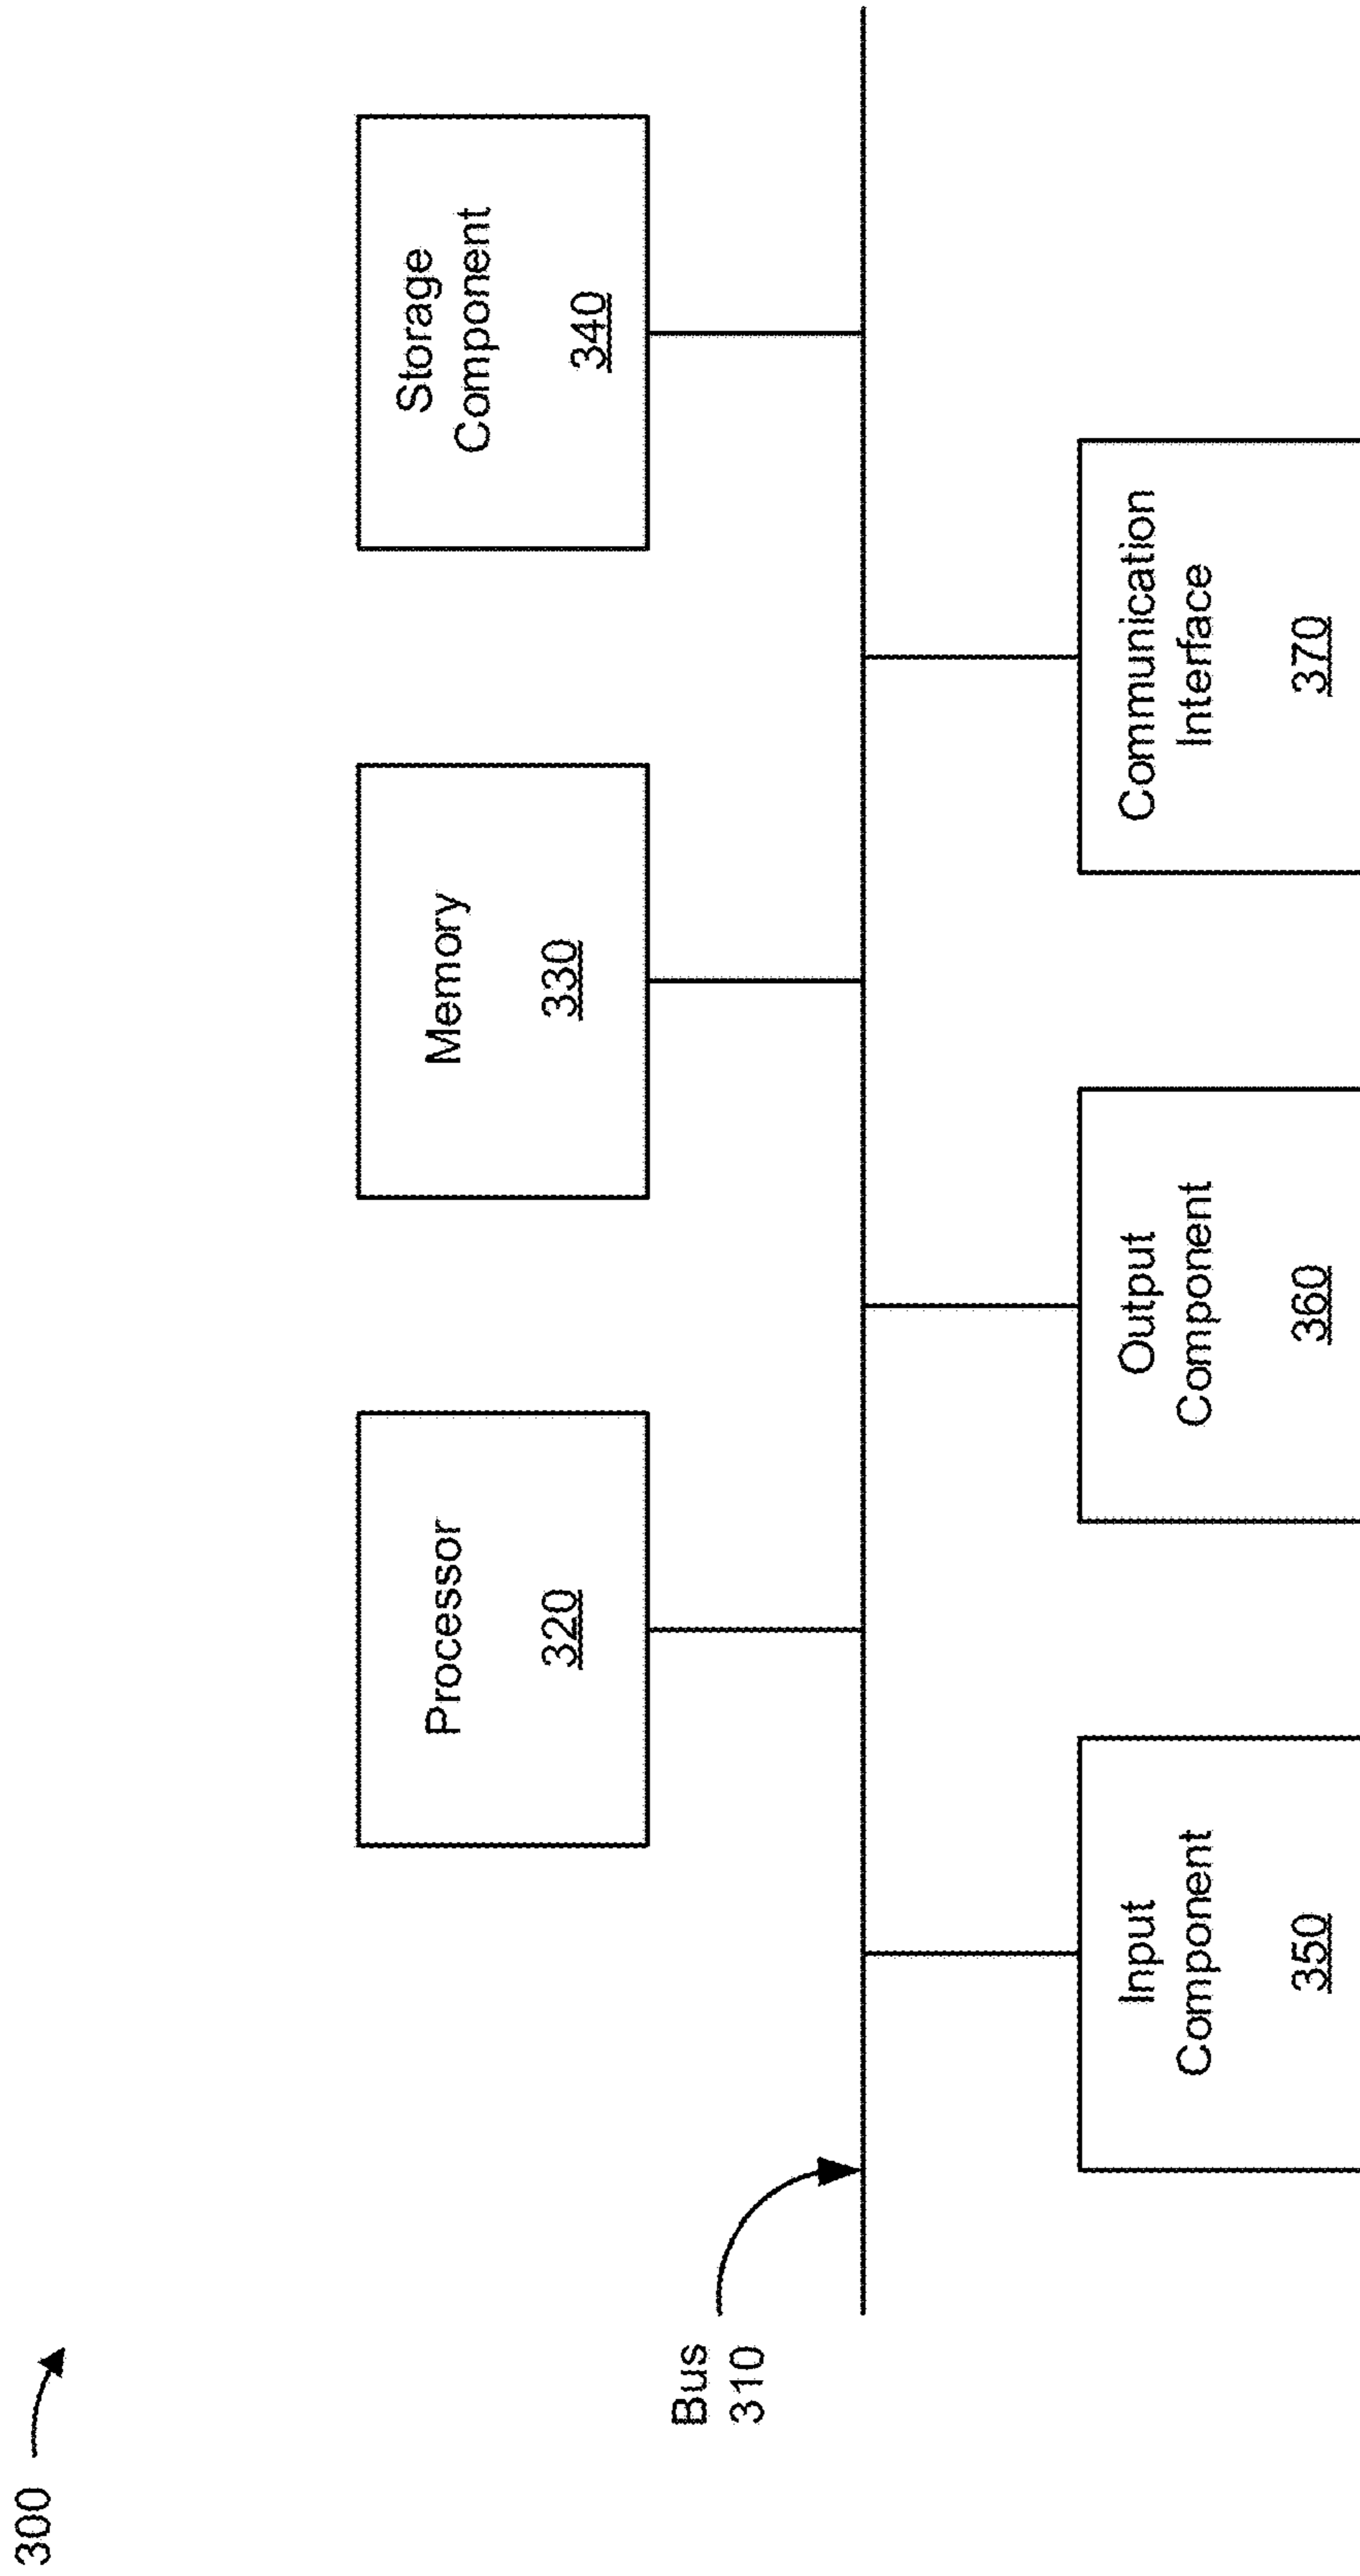 300
Bus
310
Processor
320
Memory
330
Storage
Component
340
Input
Component
350
Output
Component
360
Communication
Interface
370